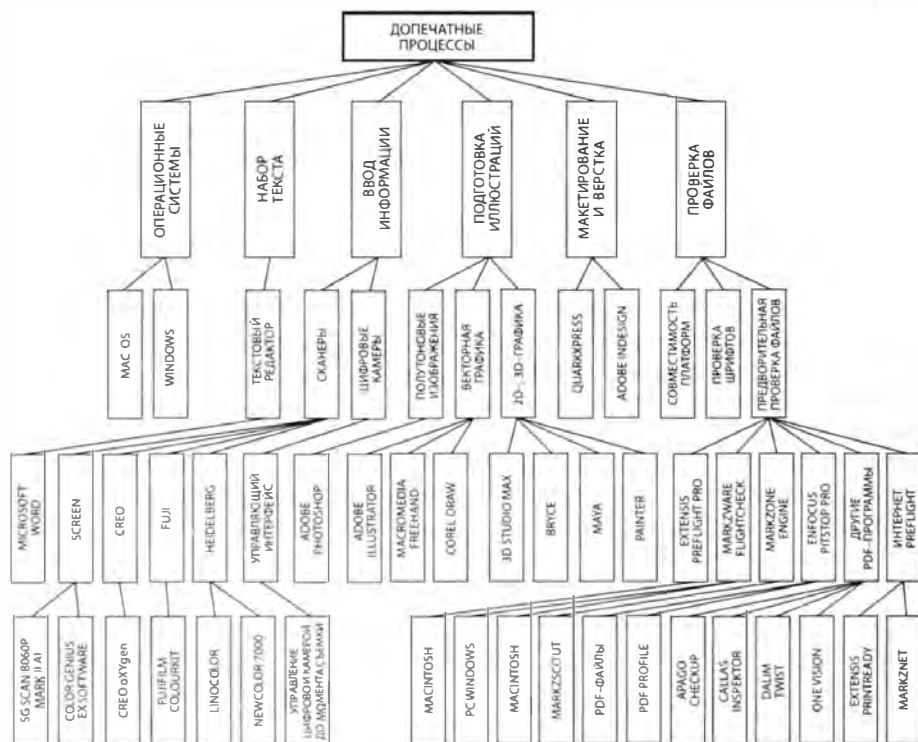 ДОПЕЧАТНЫЕ
ПРОЦЕССЫ
ОПЕРАЦИОННЫЕ
СИСТЕМЫ
НАБОР
ТЕКСТА
ВВОД
ИНФОРМАЦИИ
ПОДГОТОВКА
ИЛЛЮСТРАЦИЙ
МАКЕТИРОВАНИЕ
И ВЕРСТКА
ПРОВЕРКА
ФАЙЛОВ
MAC OS
WINDOWS
ТЕКСТОВЫЙ
РЕДАКТОР
СКАНЕРЫ
ЦИФРОВЫЕ
КАМЕРЫ
ПОЛУТОНОВЫЕ
ИЗОБРАЖЕНИЯ
ВЕКТОРНАЯ
ГРАФИКА
2D-, 3D-ГРАФИКА
QUARKXPRESS
ADOBE INDESIGN
СОВМЕСТИМОСТЬ
ПЛАТФОРМ
ПРОВЕРКА
ШРИФТОВ
ПРЕДВОРИТЕЛЬНАЯ
ПРОВЕРКА ФАЙЛОВ
MICROSOFT
WORD
SCREEN
CREO
FUJI
HEIDELBERG
УПРАВЛЯЮЩИЙ
ИНТЕРФЕЙС
ADOBE
PHOTOSHOP
ADOBE
ILLUSTRATOR
MACROMEDIA
FREEHAND
COREL DRAW
3D STUDIO MAX
BRYCE
MAYA
PAINTER
EXTENSIS
PREFLIGHT PRO
MARKZWARE
FLIGHTCHECK
MARKZONE
ENGINE
ENFOCUS
PITSTOP PRO
ДРУГИЕ
PDF-ПРОГРАММЫ
ИНТЕРНЕТ
PREFLIGHT
SG SCAN 8060P
MARK II AI
COLOR GENIUS
EX SOFTWARE
CREO oXYgen
FUJIFILM
COLOURKIT
LINOCOLOR
NEWCOLOR 7000
УПРАВЛЕНИЕ
ЦИФРОВОЙ КАМЕРОЙ
ДО МОМЕНТА СЪЕМКИ
MACINTOSH
PC WINDOWS
MACINTOSH
MARKZSCOUT
PDF-ФАЙЛЫ
PDF PROFILE
APAGO
CHECKUP
CALLAS
INSPEKTOR
DALIM
TWIST
ONE VISION
EXTENSIS
PRINTREADY
MARKZNET